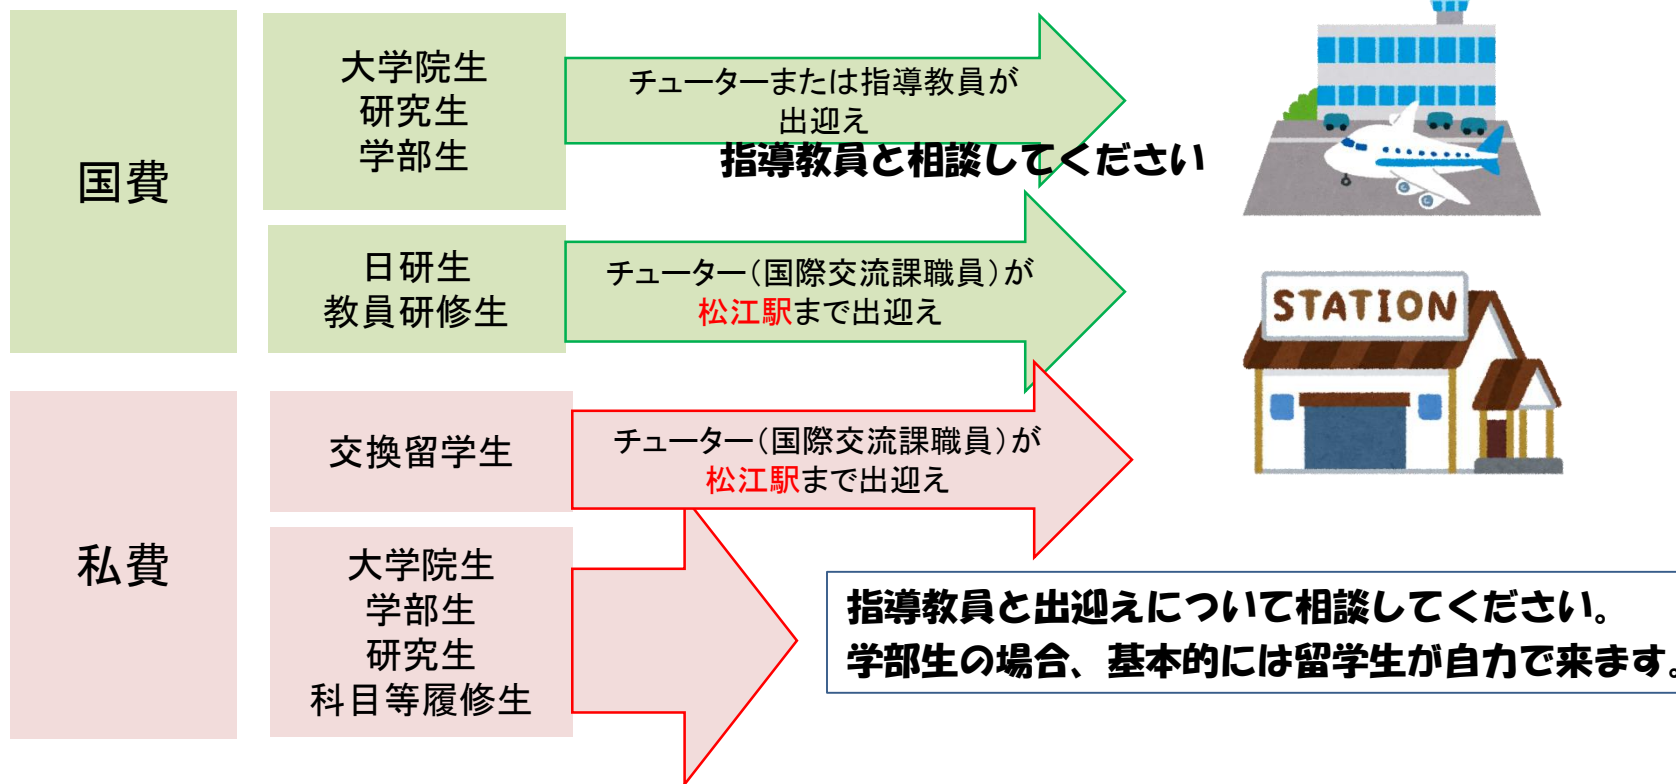 国費
大学院生
研究生
学部生
チューターまたは指導教員が
出迎え
指導教員と相談してください
日研生
教員研修生
チューター(国際交流課職員)が
松江駅まで出迎え
STATION
私費
交換留学生
チューター(国際交流課職員)が
松江駅まで出迎え
大学院生
学部生
研究生
科目等履修生
指導教員と出迎えについて相談してください。
学部生の場合、基本的には留学生が自力で来ます。